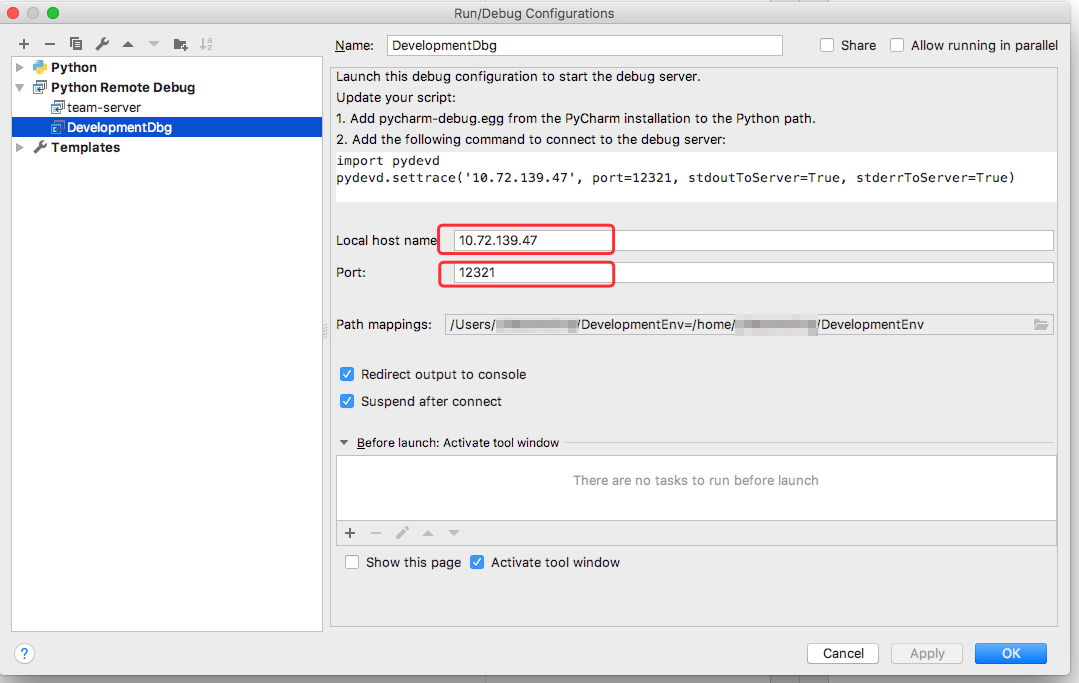 Run/Debug Configurations
Name: DevelopmentDbg Share Allow running in parallel
Python
Python Remote Debug
team-server
DevelopmentDbg
Templates
Launch this debug configuration to start the debug server.
Update your script:
1. Add pycharm-debug.egg from the PyCharm installation to the Python path.
2. Add the following command to connect to the debug server:
import pydevd
pydevd.settrace('10.72.139.47', port=12321, stdoutToServer=True, stderrToServer=True)
Local host name 10.72.139.47
Port: 12321
Path mappings: /Users/ /DevelopmentEnv=/home/ /DevelopmentEnv
Redirect output to console
Suspend after connect
Before launch: Activate tool window
There are no tasks to run before launch
Show this page Activate tool window
? Cancel Apply OK